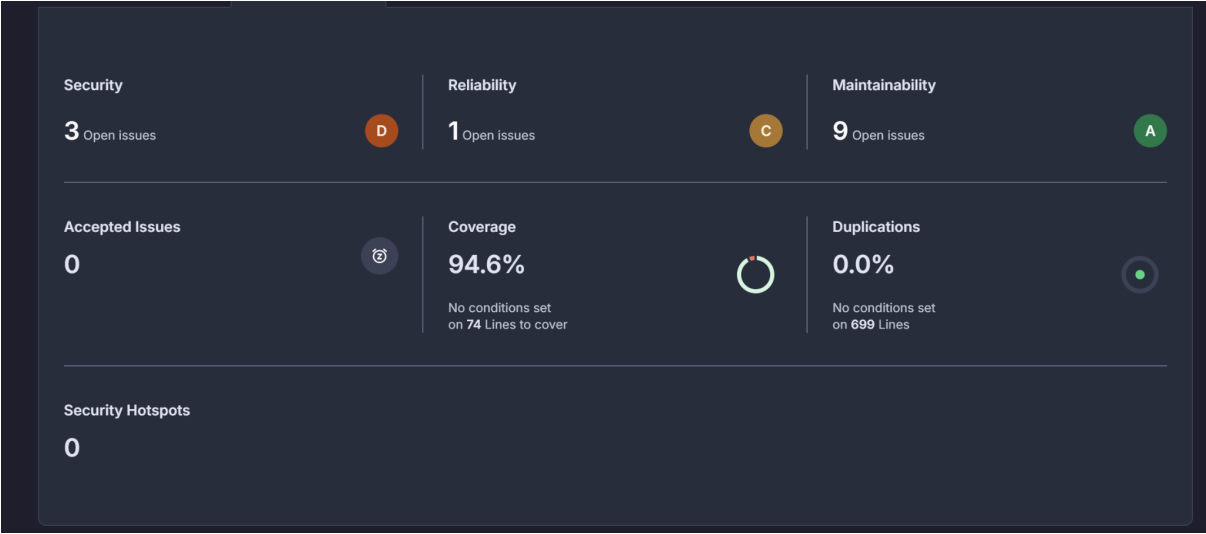 Security
3 Open issues
D
Reliability
1 Open issues
C
Maintainability
9 Open issues
A
Accepted Issues
0
Coverage
94.6%
No conditions set
on 74 Lines to cover
Duplications
0.0%
No conditions set
on 699 Lines
Security Hotspots
0